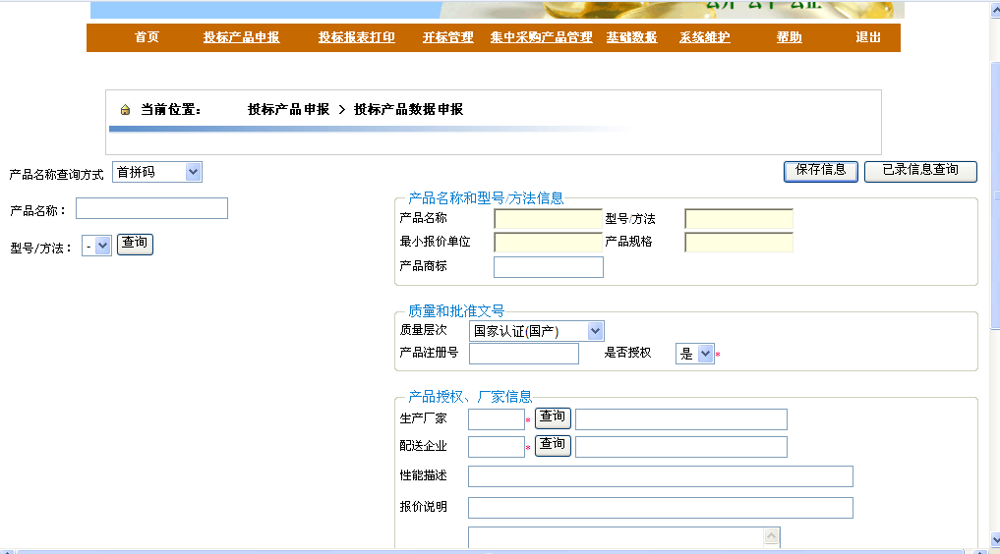 公开 公平 公正
首页 投标产品申报 投标报表打印 开标管理 集中采购产品管理 基础数据 系统维护 帮助 退出
当前位置： 投标产品申报 > 投标产品数据申报
产品名称查询方式 首拼码
保存信息 已录信息查询
产品名称：
型号/方法： - 查询
产品名称和型号/方法信息
产品名称 型号/方法
最小报价单位 产品规格
产品商标
质量和批准文号
质量层次 国家认证(国产)
产品注册号 是否授权 是 *
产品授权、厂家信息
生产厂家 * 查询
配送企业 * 查询
性能描述
报价说明